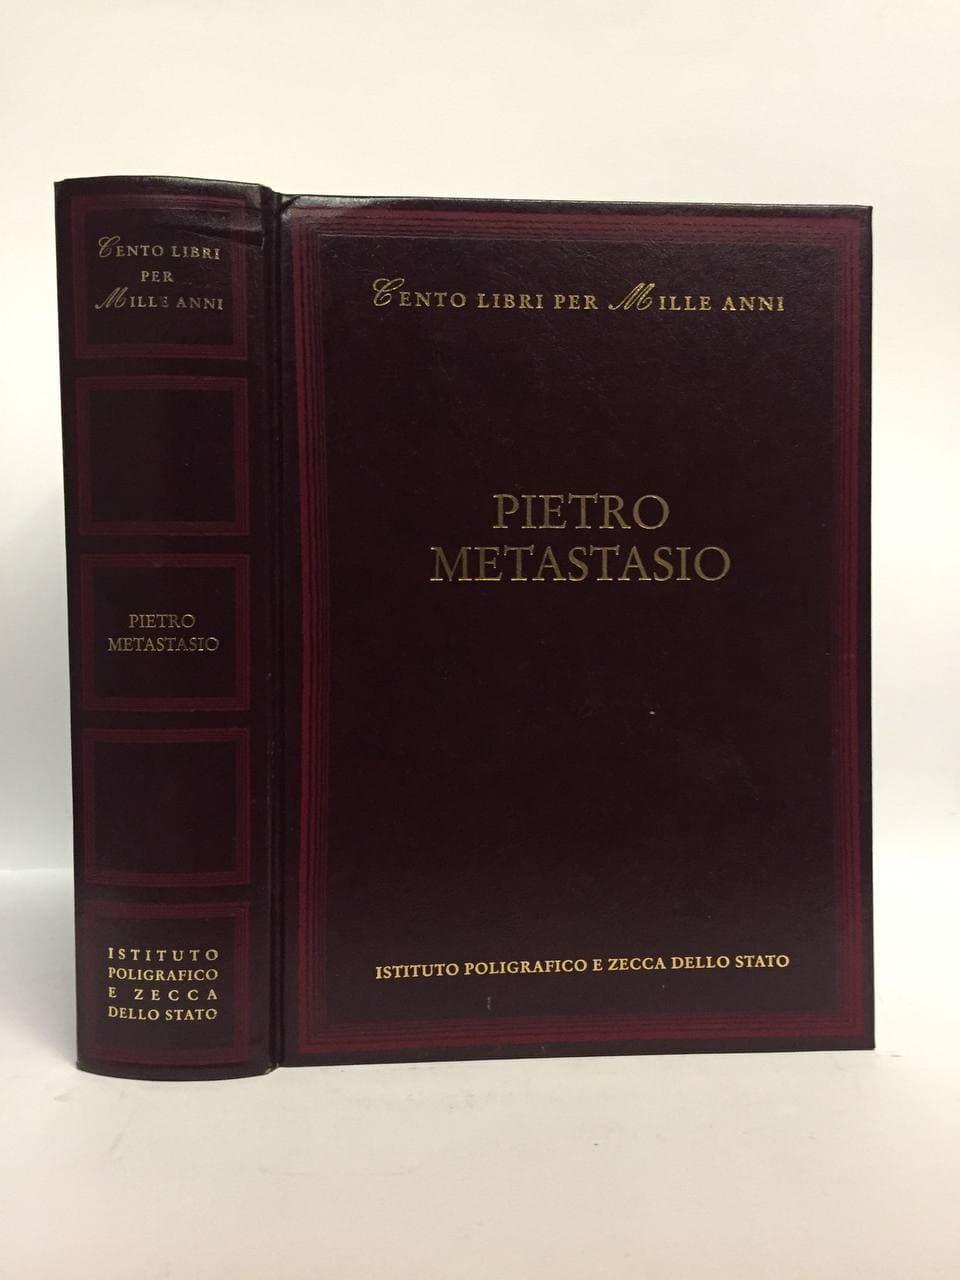 CENTO LIBRI
PER
MILLE ANNI
PIETRO
METASTASIO
ISTITUTO
POLIGRAFICO
E ZECCA
DELLO STATO
CENTO LIBRI PER MILLE ANNI
PIETRO
METASTASIO
ISTITUTO POLIGRAFICO E ZECCA DELLO STATO